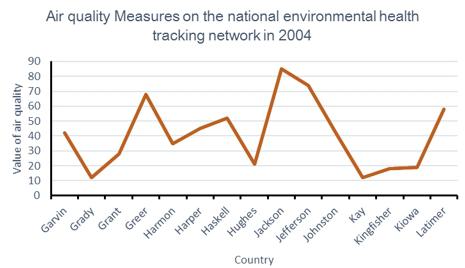 Air quality Measures on the national environmental health
tracking network in 2004
Value of air quality
90
80
70
60
50
40
30
20
10
0
Garvin
Grady
Grant
Greer
Harmon
Harper
Haskell
Hughes
Jackson
Jefferson
Johnston
Kay
Kingfisher
Kiowa
Latimer
Country